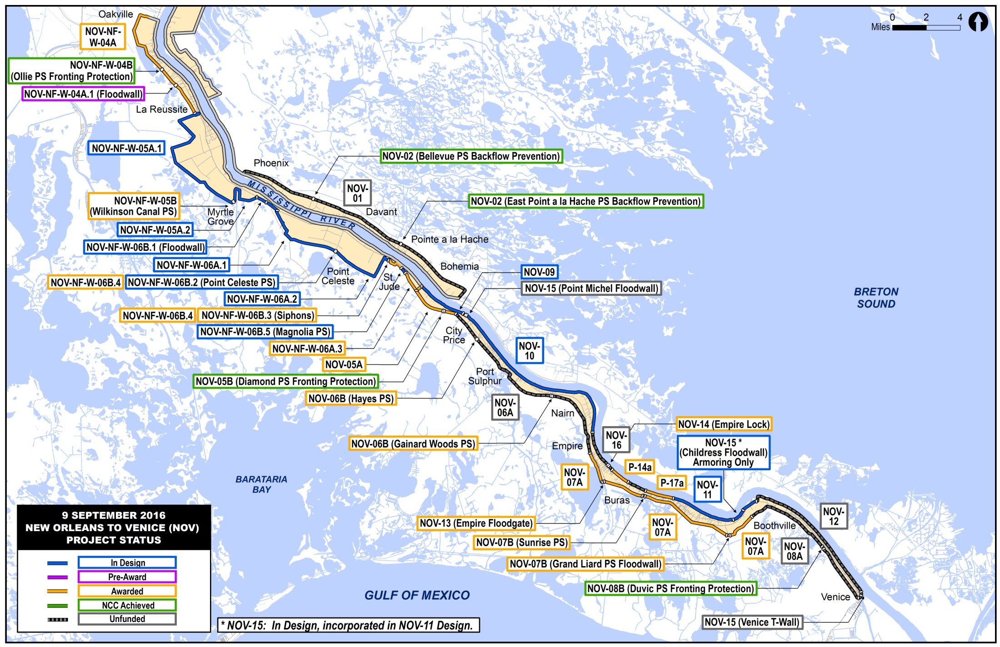 Oakville
NOV-NF-
W-04A
0 2 4
Miles
NOV-NF-W-04B
(Ollie PS Fronting Protection)
NOV-NF-W-04A.1 (Floodwall)
La Reussite
NOV-NF-W-05A.1
Phoenix
NOV-02 (Bellevue PS Backflow Prevention)
NOV-
01
MISSISSIPPI RIVER
NOV-02 (East Point a la Hache PS Backflow Prevention)
NOV-NF-W-05B
(Wilkinson Canal PS)
Myrtle
Grove
Davant
NOV-NF-W-05A.2
Pointe a la Hache
NOV-NF-W-06B.1 (Floodwall)
NOV-NF-W-06A.1
Bohemia
Point
Celeste
St.
Jude
NOV-09
NOV-NF-W-06B.4
NOV-NF-W-06B.2 (Point Celeste PS)
NOV-15 (Point Michel Floodwall)
BRETON
SOUND
NOV-NF-W-06A.2
NOV-NF-W-06B.4
NOV-NF-W-06B.3 (Siphons)
NOV-NF-W-06B.5 (Magnolia PS)
City
Price
NOV-NF-W-06A.3
NOV-
10
NOV-05A
Port
Sulphur
NOV-05B (Diamond PS Fronting Protection)
NOV-06B (Hayes PS)
NOV-
06A
Nairn
NOV-14 (Empire Lock)
NOV-06B (Gainard Woods PS)
Empire
NOV-
16
NOV-15 *
(Childress Floodwall)
Armoring Only
P-14a
NOV-
07A
P-17a
NOV-
11
BARATARIA
BAY
Buras
NOV-13 (Empire Floodgate)
NOV-
07A
Boothville
NOV-
12
NOV-07B (Sunrise PS)
NOV-
07A
NOV-
08A
NOV-07B (Grand Liard PS Floodwall)
NOV-08B (Duvic PS Fronting Protection)
GULF OF MEXICO
Venice
NOV-15 (Venice T-Wall)
9 SEPTEMBER 2016
NEW ORLEANS TO VENICE (NOV)
PROJECT STATUS
In Design
Pre-Award
Awarded
NCC Achieved
Unfunded
* NOV-15: In Design, incorporated in NOV-11 Design.